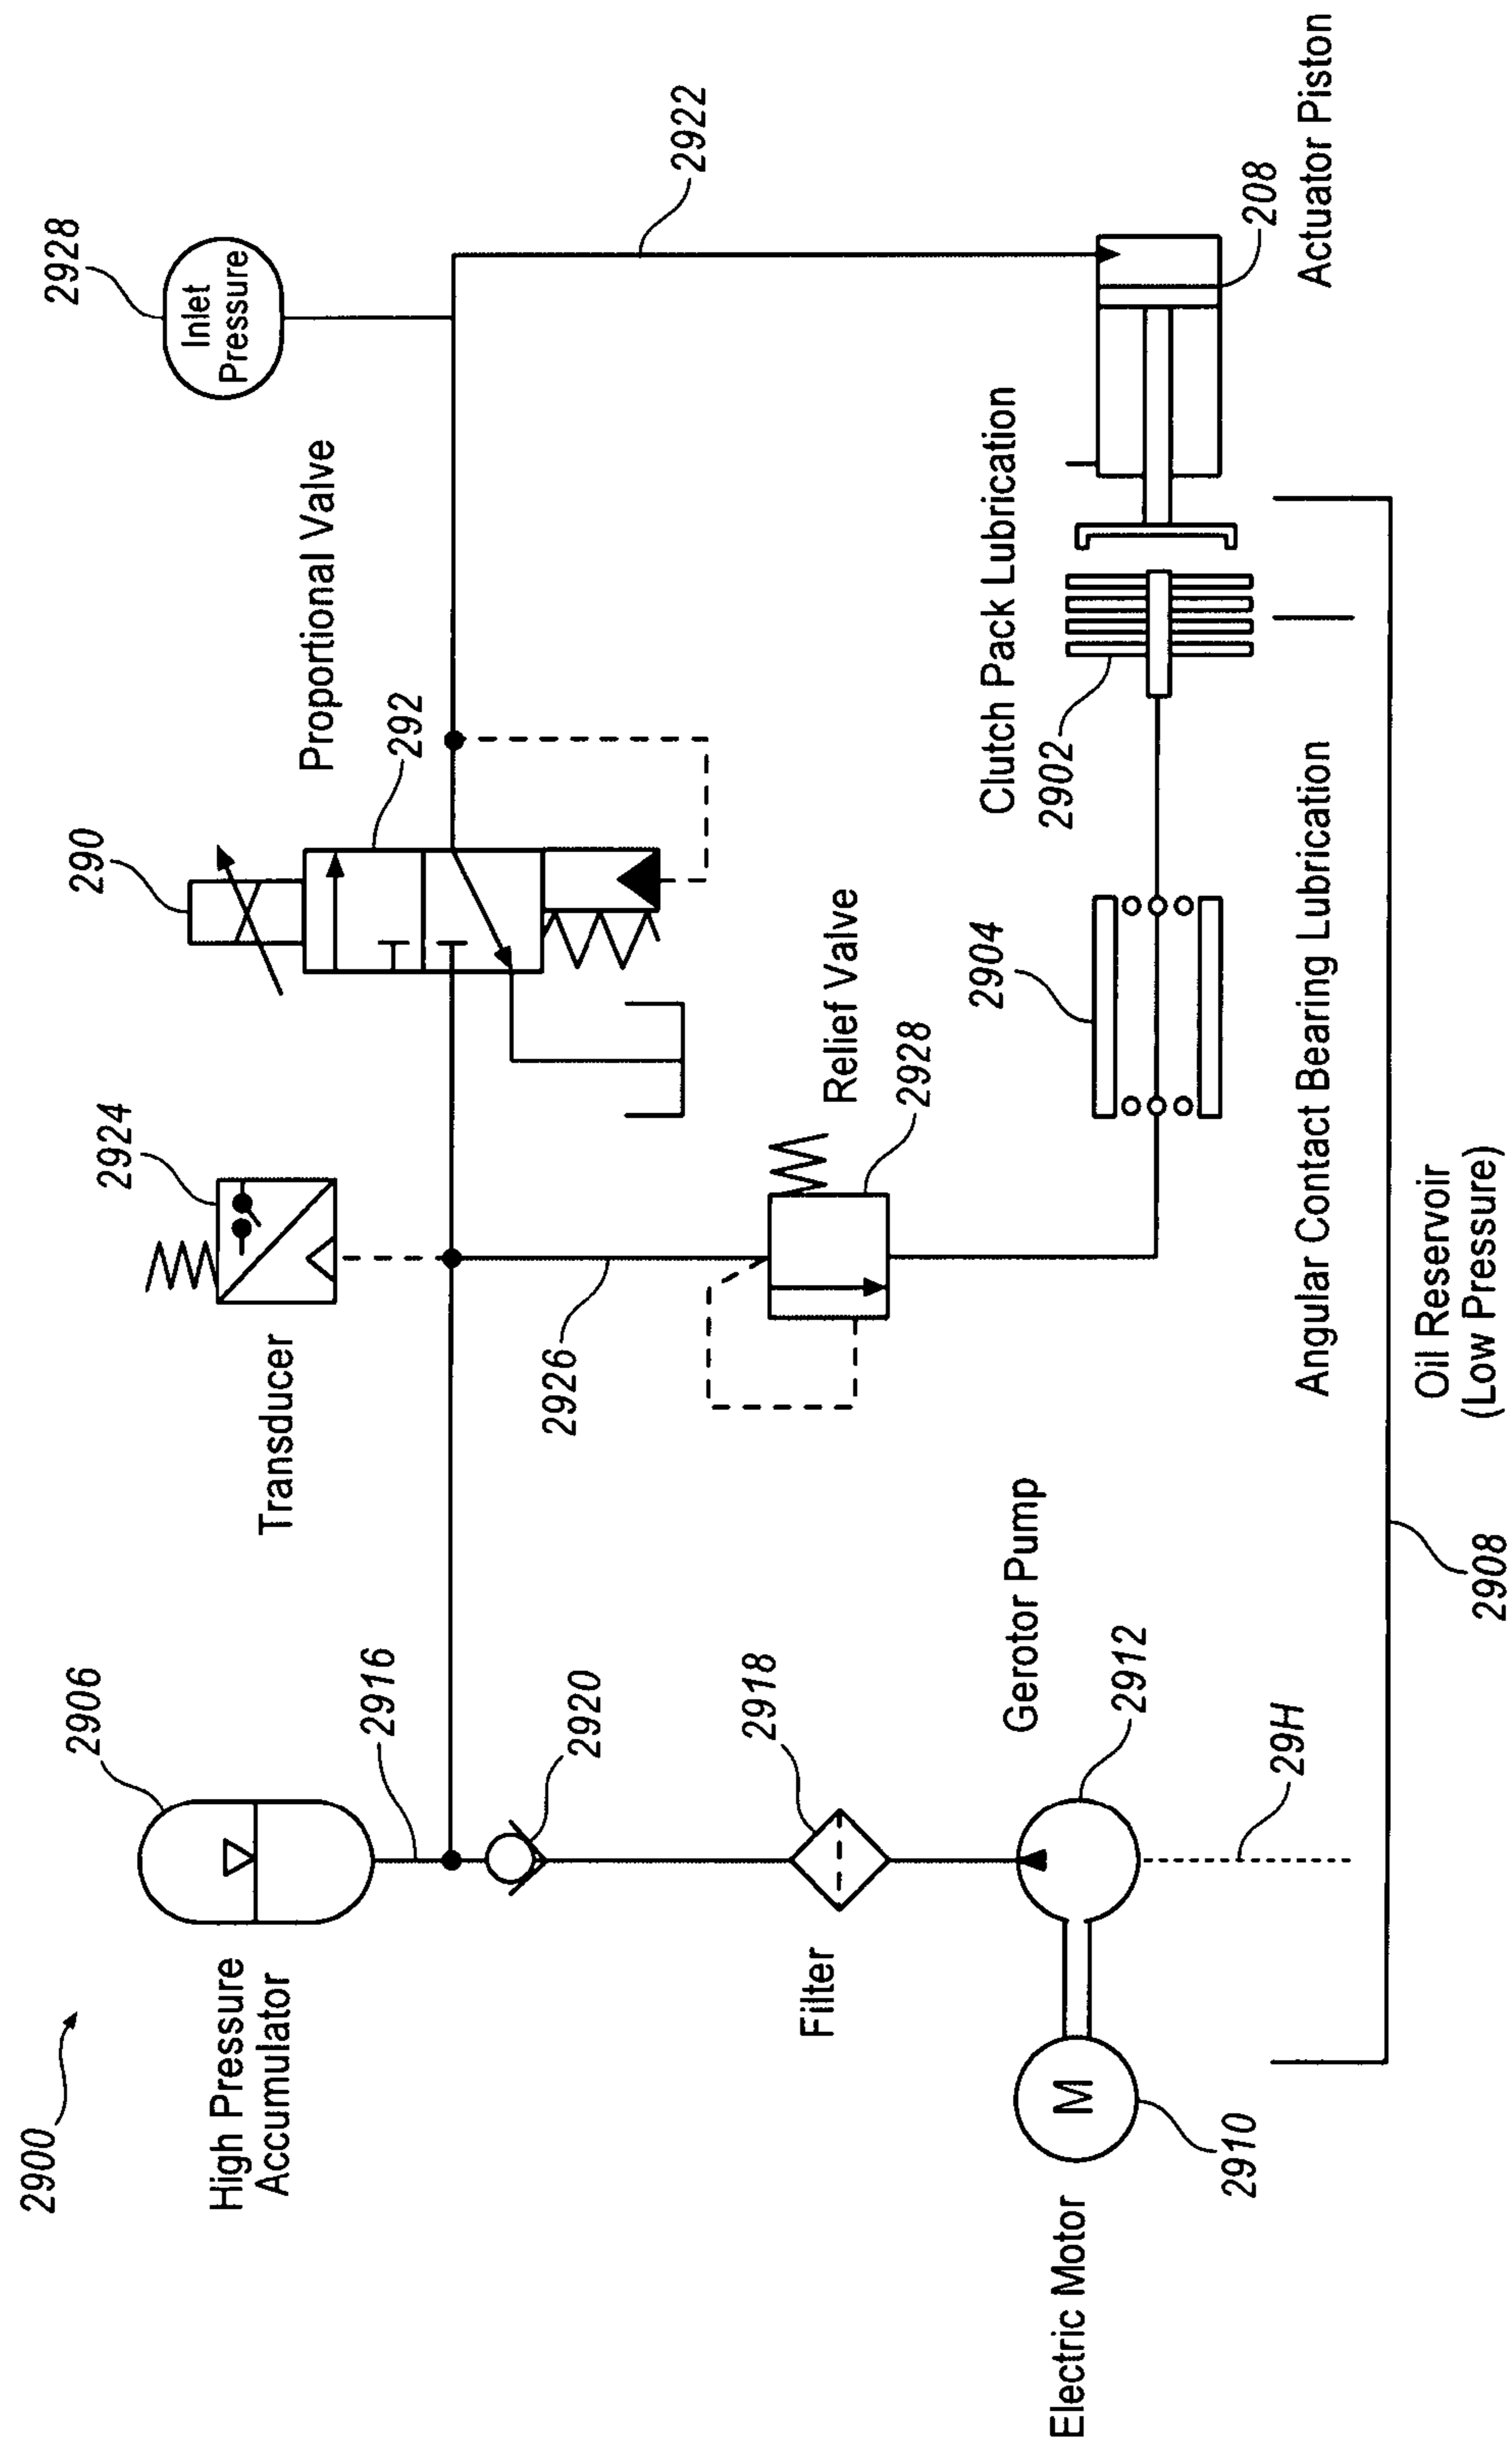 2900
High Pressure
Accumulator
2906
2916
2920
2918
Filter
Gerotor Pump
2912
29H
M
2910
Electric Motor
Transducer
2924
2926
Relief Valve
2928
290
292
Proportional Valve
2928
Inlet
Pressure
2922
2904
Angular Contact Bearing Lubrication
Clutch Pack Lubrication
2902
208
Actuator Piston
Oil Reservoir
(Low Pressure)
2908